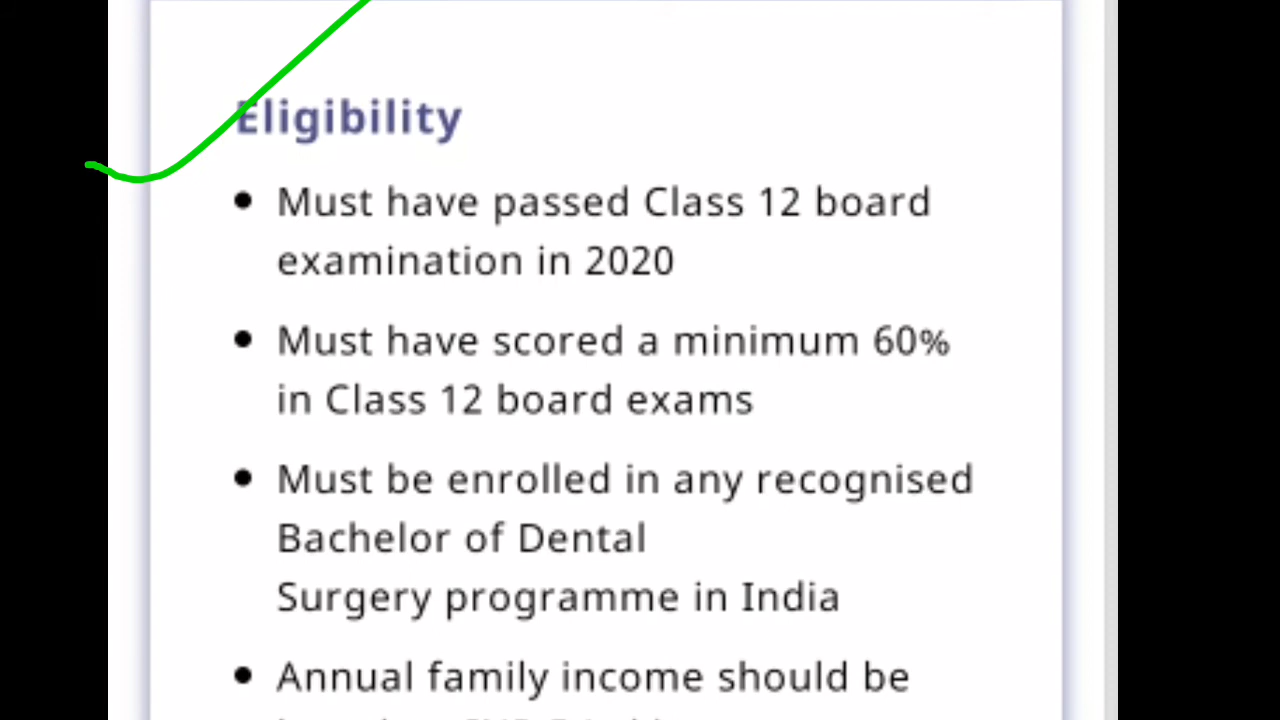 Eligibility
• Must have passed Class 12 board
examination in 2020
• Must have scored a minimum 60%
in Class 12 board exams
• Must be enrolled in any recognised
Bachelor of Dental
Surgery programme in India
• Annual family income should be